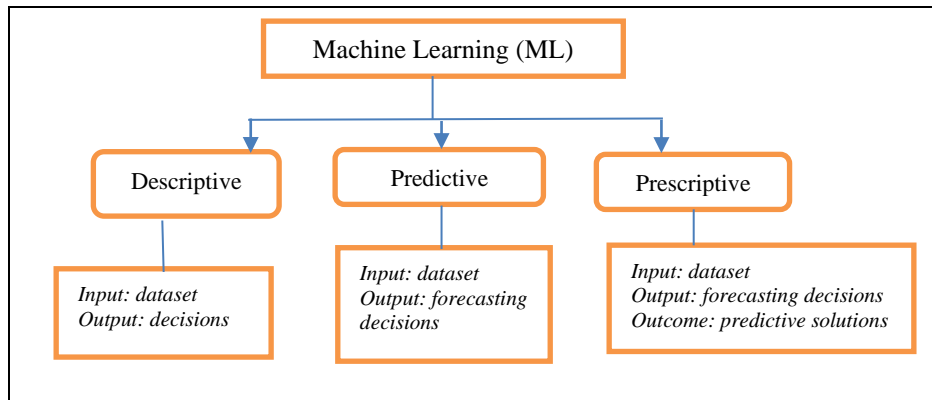 Machine Learning (ML)
Descriptive
Predictive
Prescriptive
Input: dataset
Output: decisions
Input: dataset
Output: forecasting
decisions
Input: dataset
Output: forecasting decisions
Outcome: predictive solutions